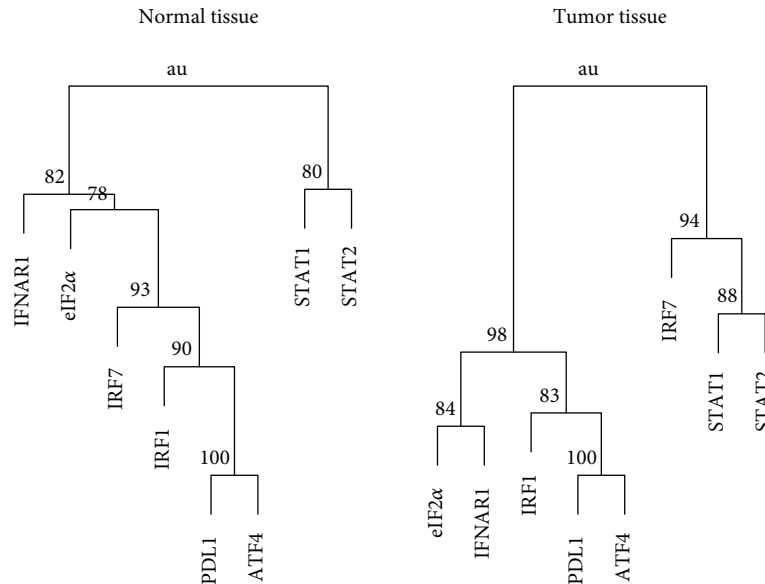 Normal tissue
au
82
78
80
IFNAR1
eIF2α
STAT1
STAT2
93
IRF7
90
IRF1
100
PDL1
ATF4
Tumor tissue
au
94
IRF7
88
STAT1
STAT2
98
84
83
eIF2α
IFNAR1
IRF1
100
PDL1
ATF4